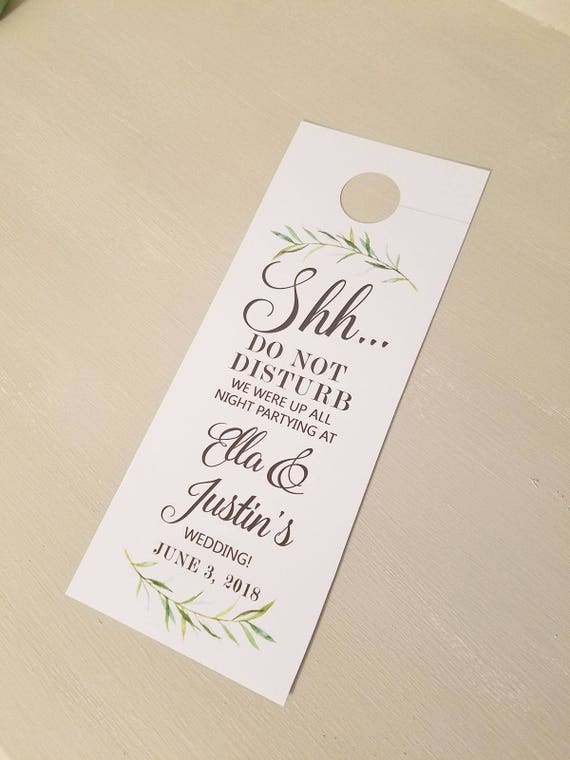 Shh...
DO NOT
DISTURB
WE WERE UP ALL
NIGHT PARTYING AT
Ella &
Justin's
WEDDING!
JUNE 3, 2018